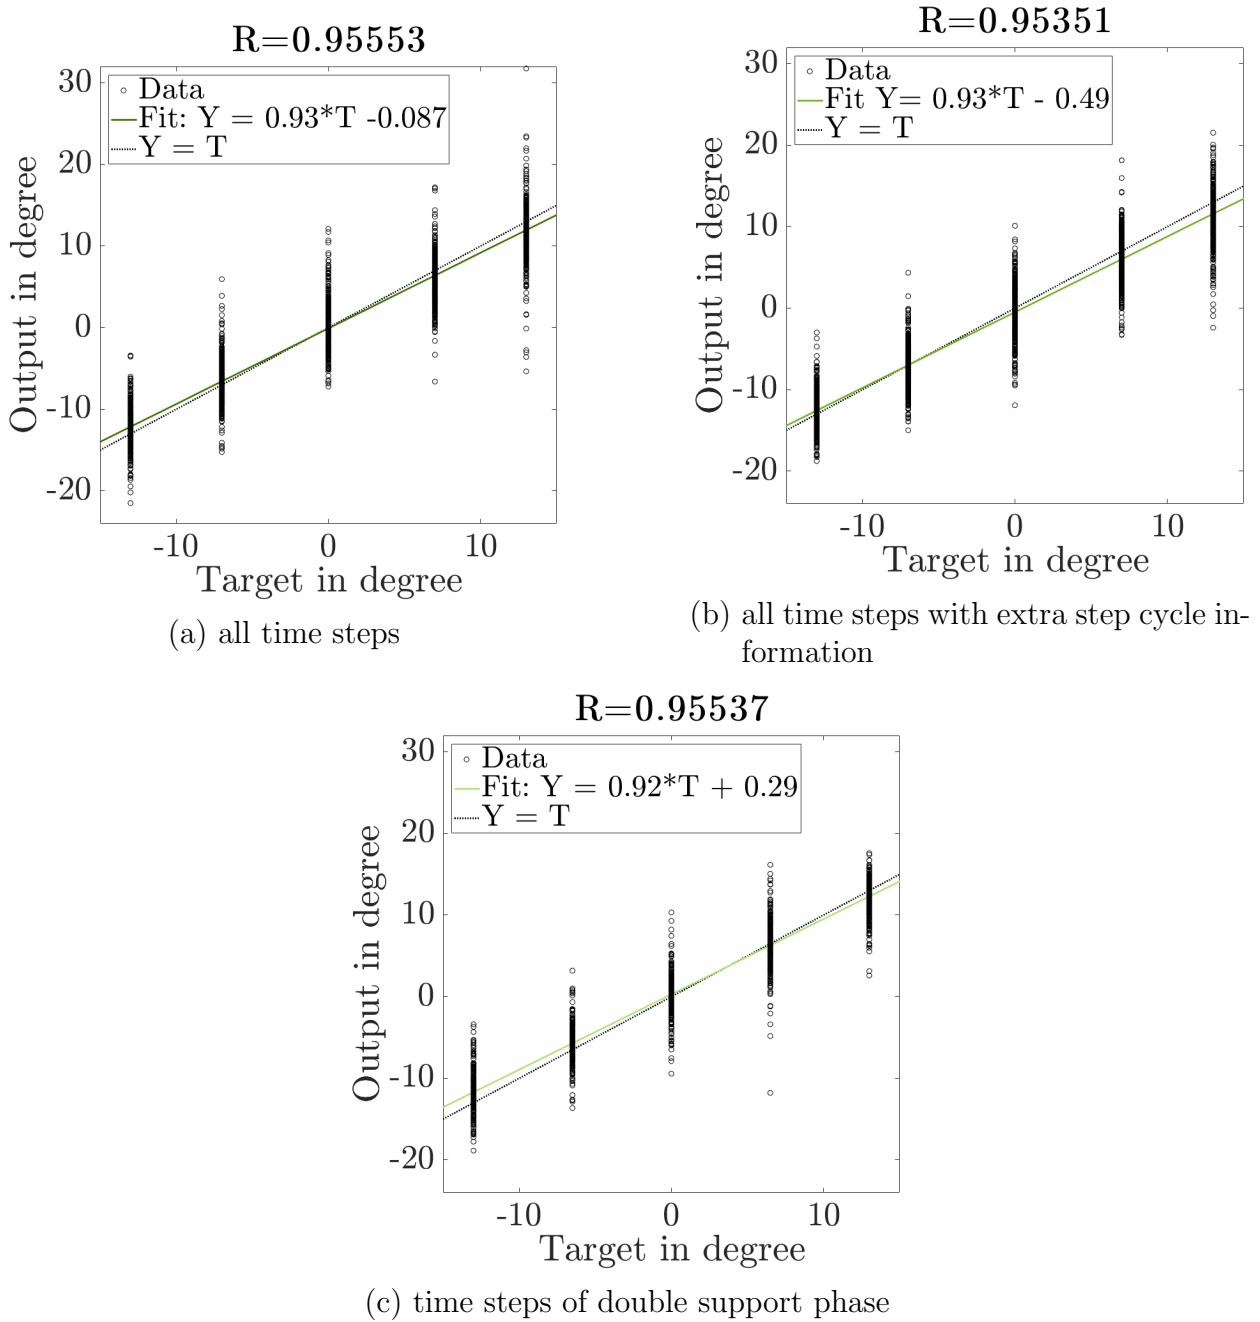 R=0.95553
Data
Fit: Y = 0.93*T -0.087
Y = T
30
20
10
0
-10
-20
Output in degree
-10 0 10
Target in degree
(a) all time steps
R=0.95351
Data
Fit Y= 0.93*T - 0.49
Y = T
30
20
10
0
-10
-20
Output in degree
-10 0 10
Target in degree
(b) all time steps with extra step cycle in-
formation
R=0.95537
Data
Fit: Y = 0.92*T + 0.29
Y = T
30
20
10
0
-10
-20
Output in degree
-10 0 10
Target in degree
(c) time steps of double support phase